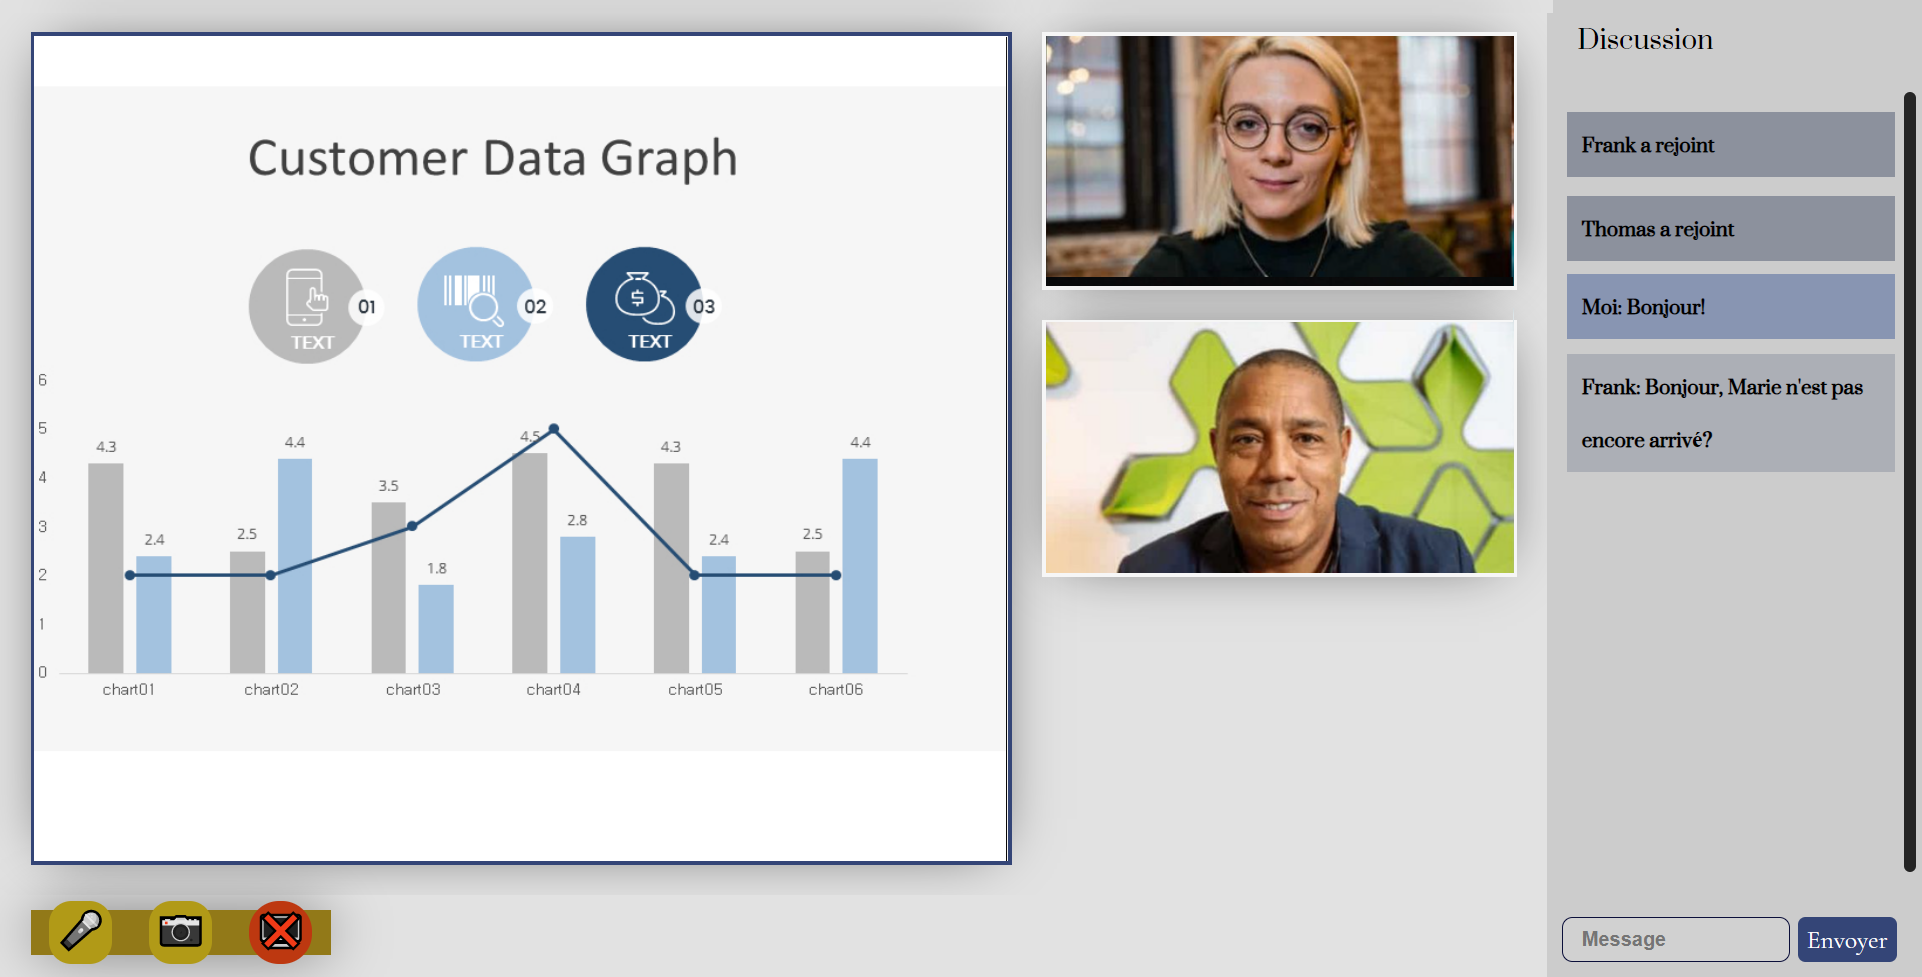 Customer Data Graph
01
02
03
TEXT
TEXT
TEXT
6
5
4
3
2
1
0
4.3
2.4
2.5
4.4
3.5
1.8
4.5
2.8
4.3
2.4
2.5
4.4
chart01
chart02
chart03
chart04
chart05
chart06
Discussion
Frank a rejoint
Thomas a rejoint
Moi: Bonjour!
Frank: Bonjour, Marie n'est pas
encore arrivé?
Message
Envoyer